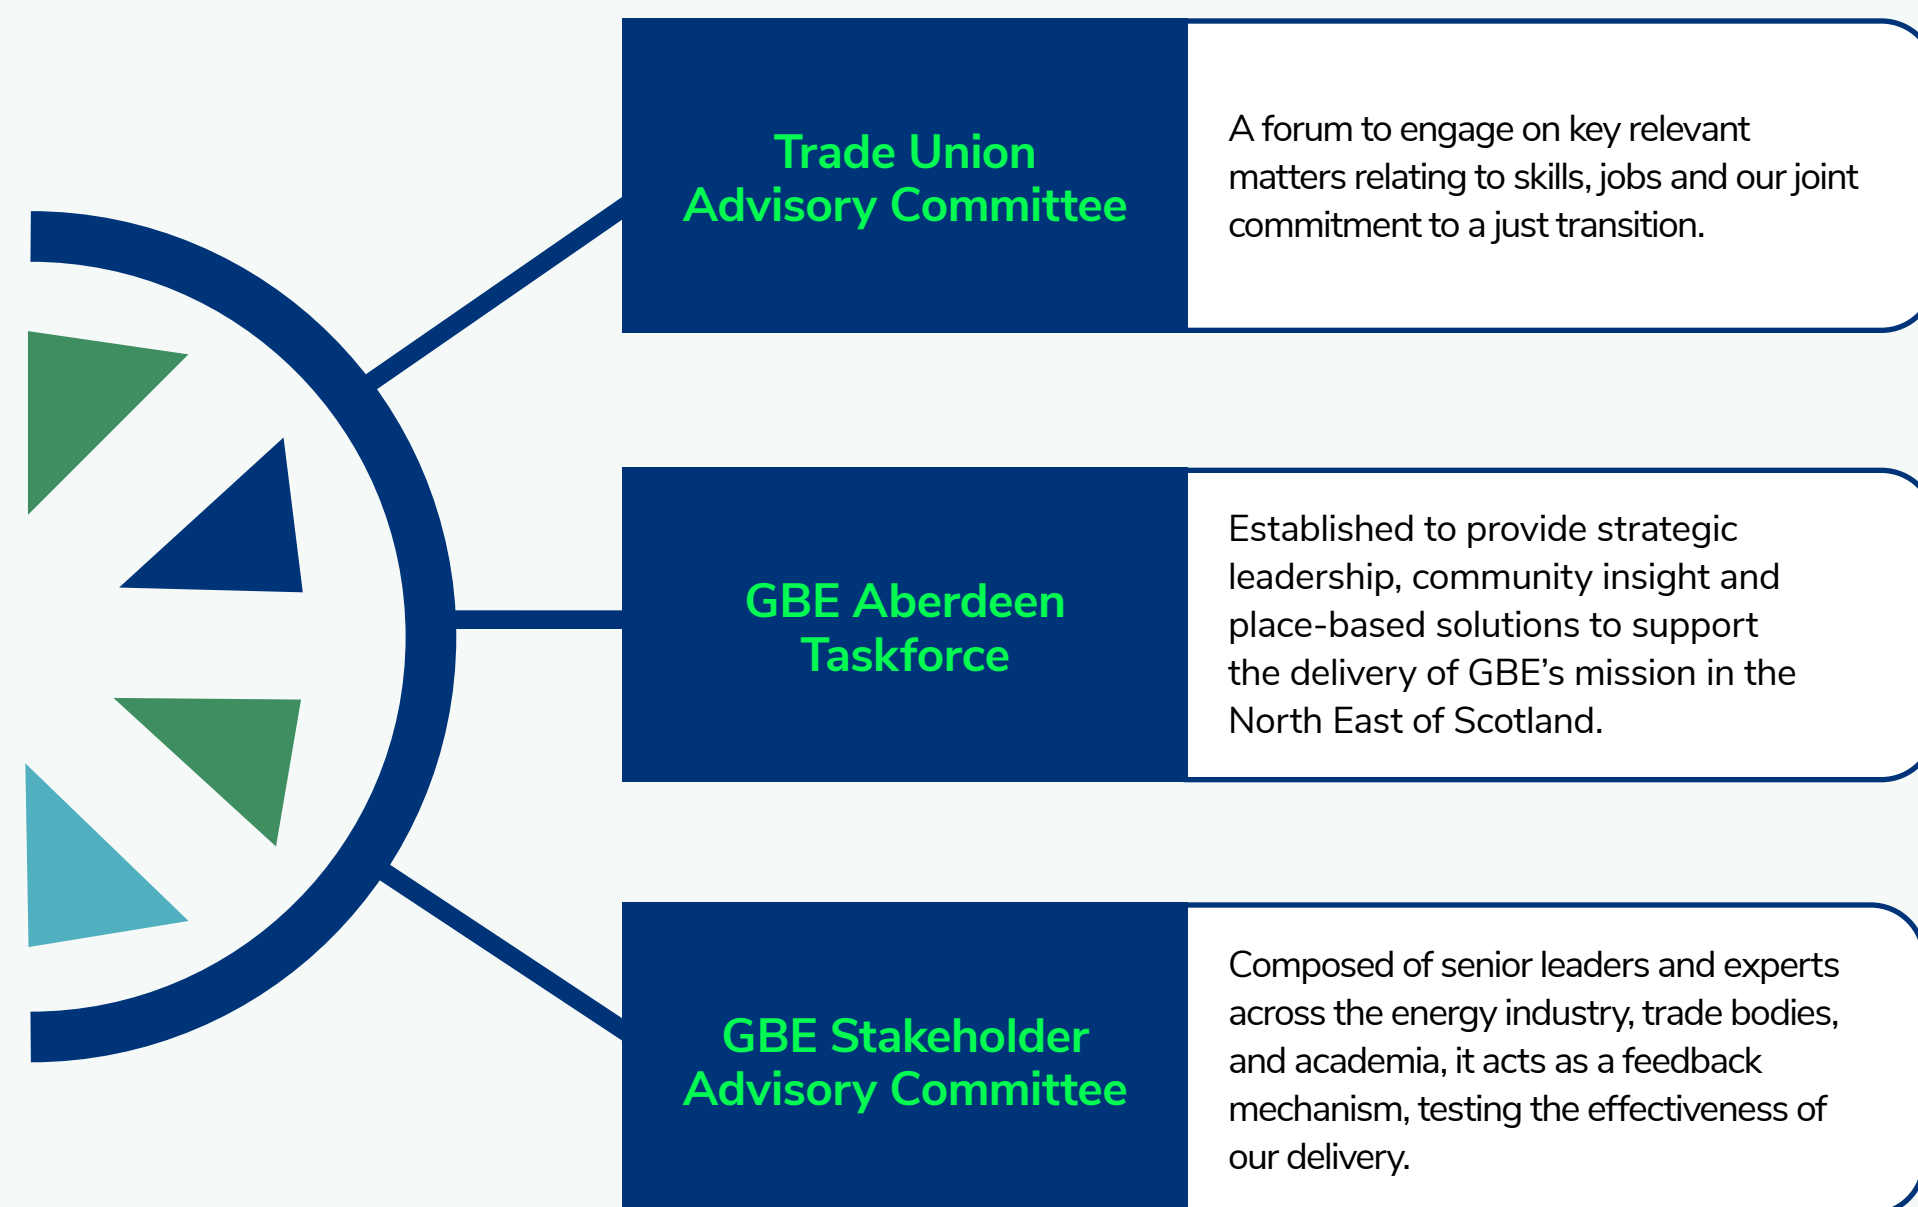 Trade Union
Advisory Committee
A forum to engage on key relevant
matters relating to skills, jobs and our joint
commitment to a just transition.
GBE Aberdeen
Taskforce
Established to provide strategic
leadership, community insight and
place-based solutions to support
the delivery of GBE’s mission in the
North East of Scotland.
GBE Stakeholder
Advisory Committee
Composed of senior leaders and experts
across the energy industry, trade bodies,
and academia, it acts as a feedback
mechanism, testing the effectiveness of
our delivery.